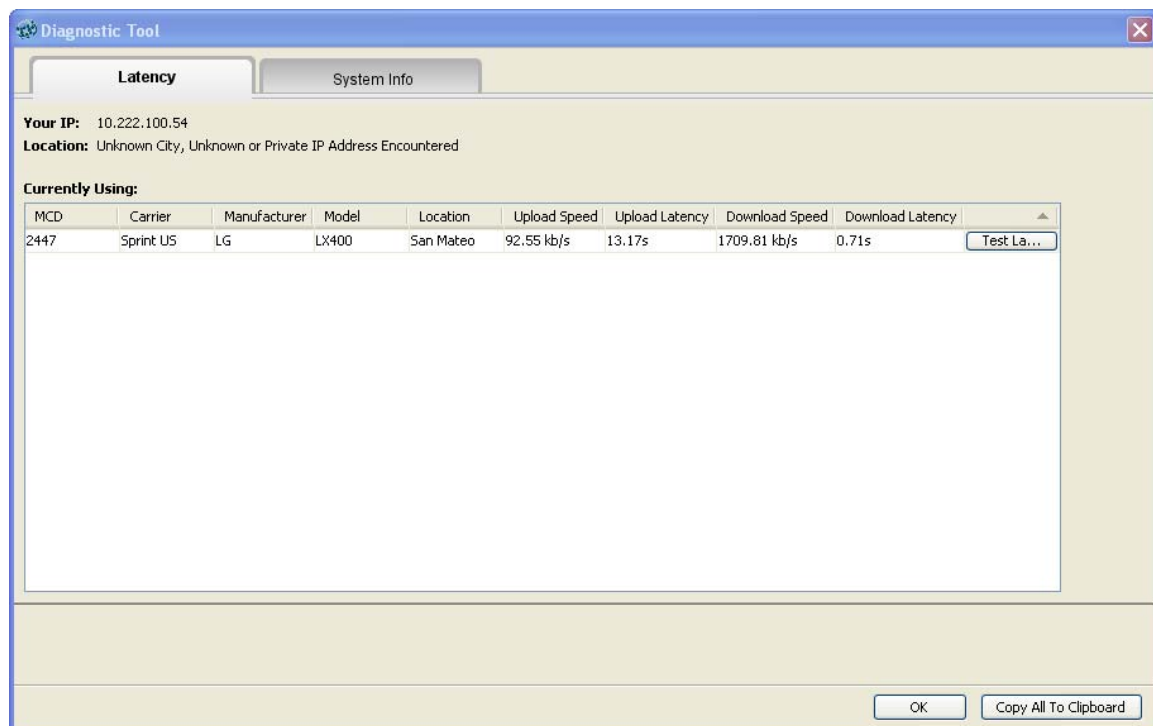 Diagnostic Tool
Latency System Info
Your IP: 10.222.100.54
Location: Unknown City, Unknown or Private IP Address Encountered
Currently Using:
MCD Carrier Manufacturer Model Location Upload Speed Upload Latency Download Speed Download Latency
2447 Sprint US LG LX400 San Mateo 92.55 kb/s 13.17s 1709.81 kb/s 0.71s Test La...
OK Copy All To Clipboard